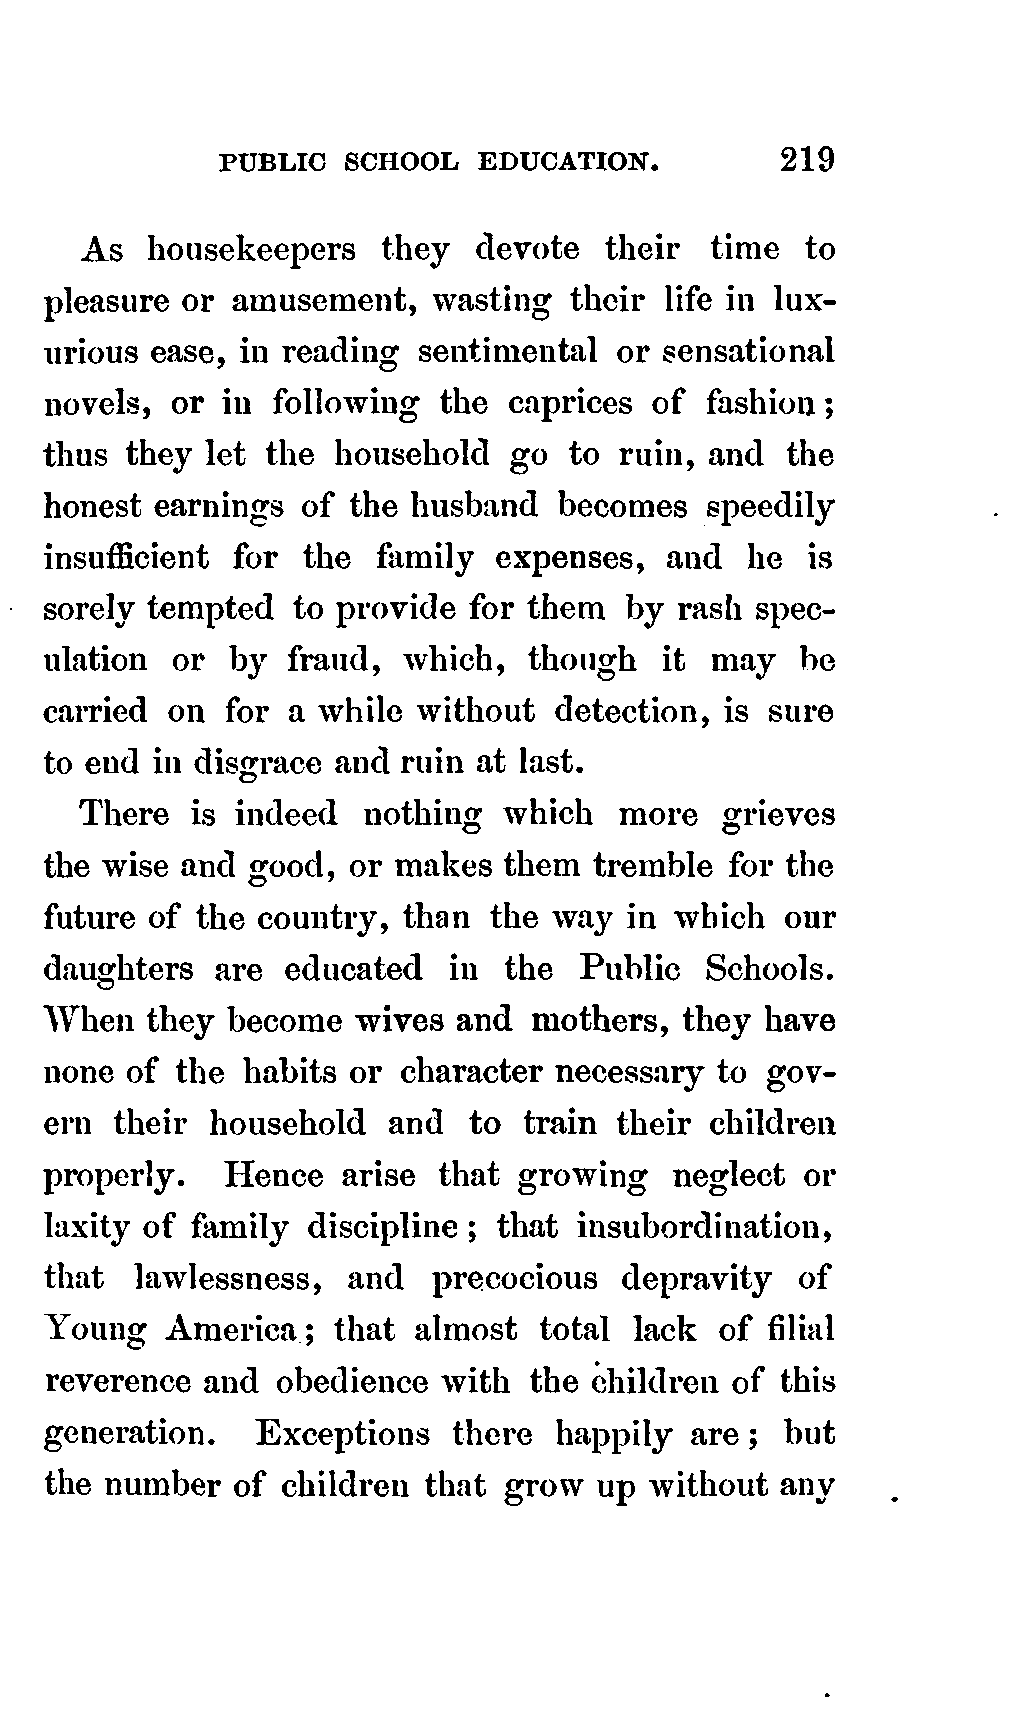 PUBLIC SCHOOL EDUCATION. 219
As housekeepers they devote their time to
pleasure or amusement, wasting their life in lux-
urious ease, in reading sentimental or sensational
novels, or in following the caprices of fashion;
thus they let the household go to ruin, and the
honest earnings of the husband becomes speedily
insufficient for the family expenses, and he is
sorely tempted to provide for them by rash spec-
ulation or by fraud, which, though it may be
carried on for a while without detection, is sure
to end in disgrace and ruin at last.
There is indeed nothing which more grieves
the wise and good, or makes them tremble for the
future of the country, than the way in which our
daughters are educated in the Public Schools.
When they become wives and mothers, they have
none of the habits or character necessary to gov-
ern their household and to train their children
properly. Hence arise that growing neglect or
laxity of family discipline; that insubordination,
that lawlessness, and precocious depravity of
Young America; that almost total lack of filial
reverence and obedience with the children of this
generation. Exceptions there happily are; but
the number of children that grow up without any